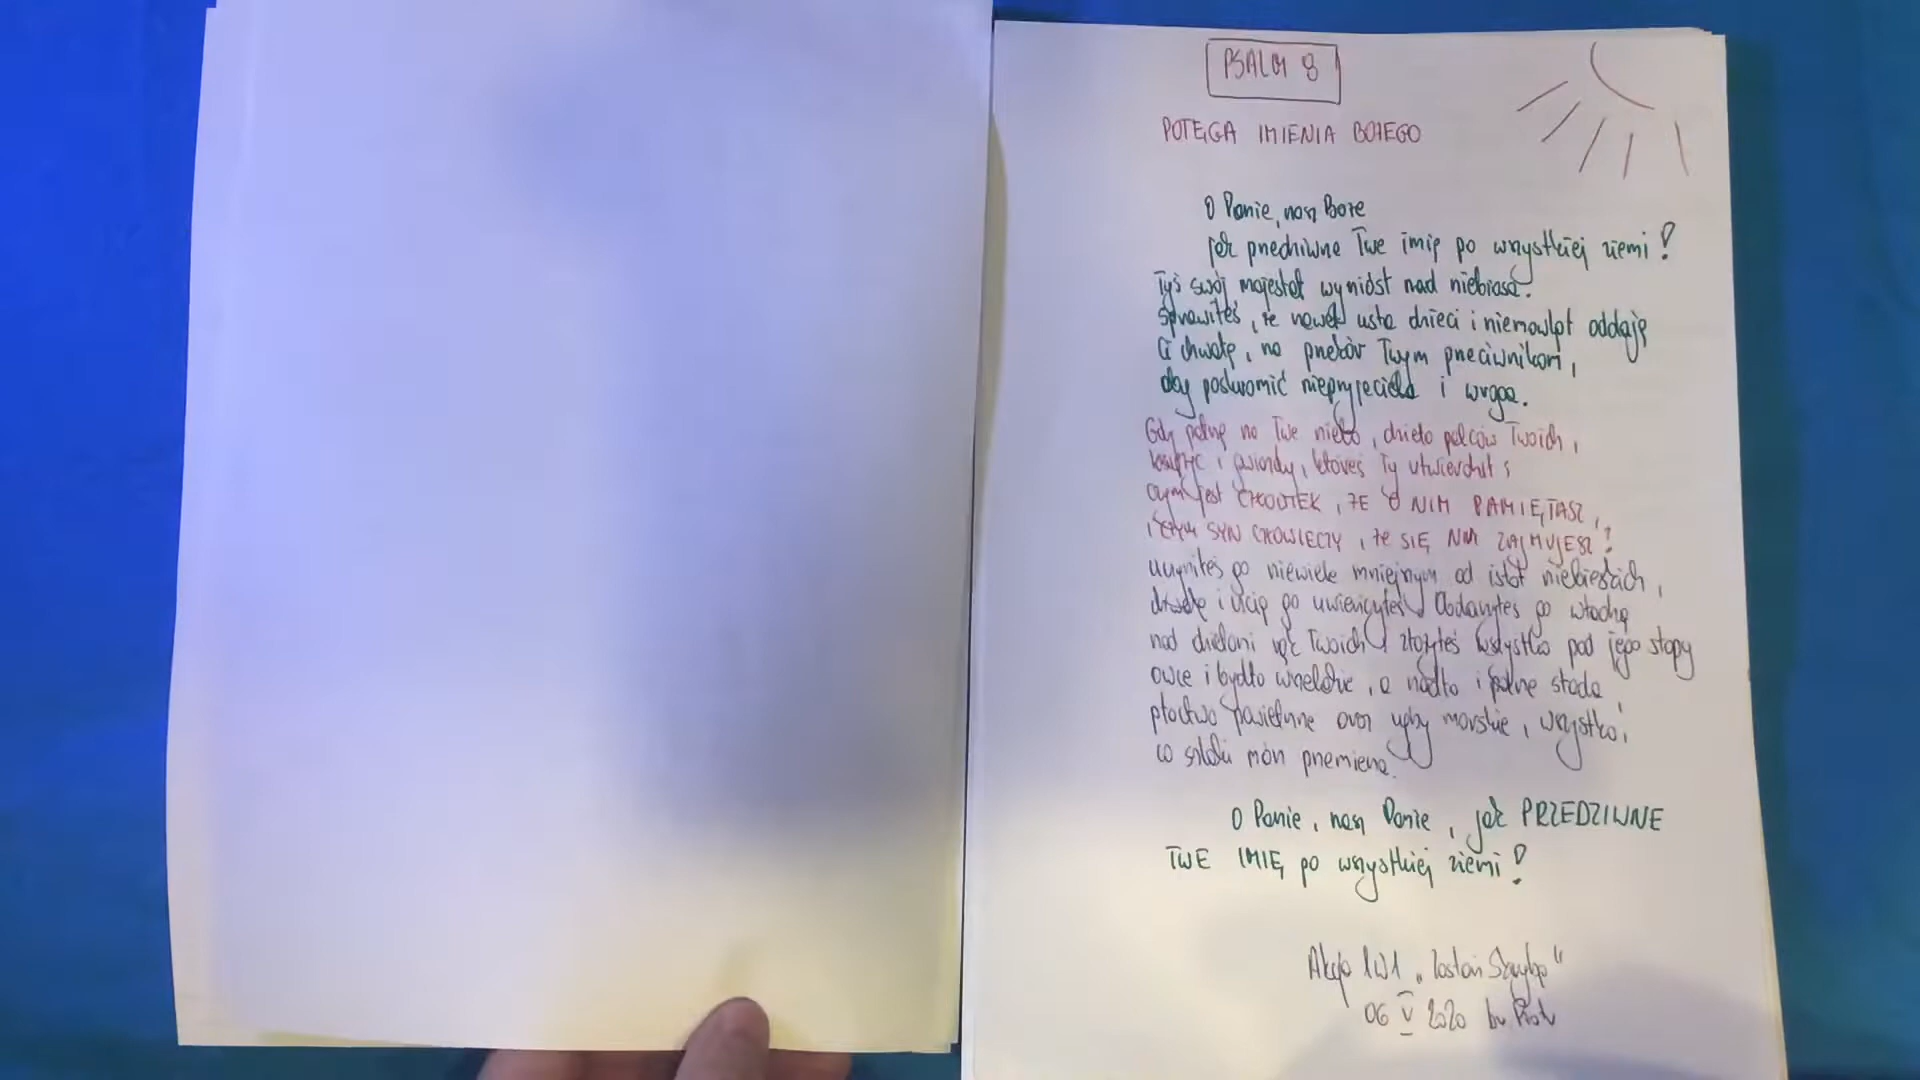 PSALM 8
POTĘGA IMIENIA BOŻEGO
O Panie, nasz Boże
jak przedziwne Twe imię po wszystkiej ziemi!
Tyś swój majestat wyniósł nad niebiosa.
Sprawiłeś, że nawet usta dzieci i niemowląt oddają
Ci chwałę, na przekór Twym przeciwnikom,
aby poskromić nieprzyjaciela i wroga.
Gdy patrzę na Twe niebo, dzieło palców Twoich,
księżyc i gwiazdy, któreś Ty utwierdził:
czym jest CZŁOWIEK, ŻE O NIM PAMIĘTASZ,
i czym SYN CZŁOWIECZY, że SIĘ NIM ZAJMUJESZ?
uczyniłeś go niewiele mniejszym od istot niebieskich,
chwałą i czcią go uwieńczyłeś. Obdarzyłeś go władzą
nad dziełami rąk Twoich; złożyłeś wszystko pod jego stopy
owce i bydło wszelkie, a nadto i polne stada,
ptactwo powietrzne oraz ryby morskie, wszystko,
co szlaki mórz przemierza.
O Panie, nasz Panie, jak PRZEDZIWNE
TWE IMIĘ po wszystkiej ziemi!
Akcja 1W1 „Zostań Skrybą"
06 V 2020